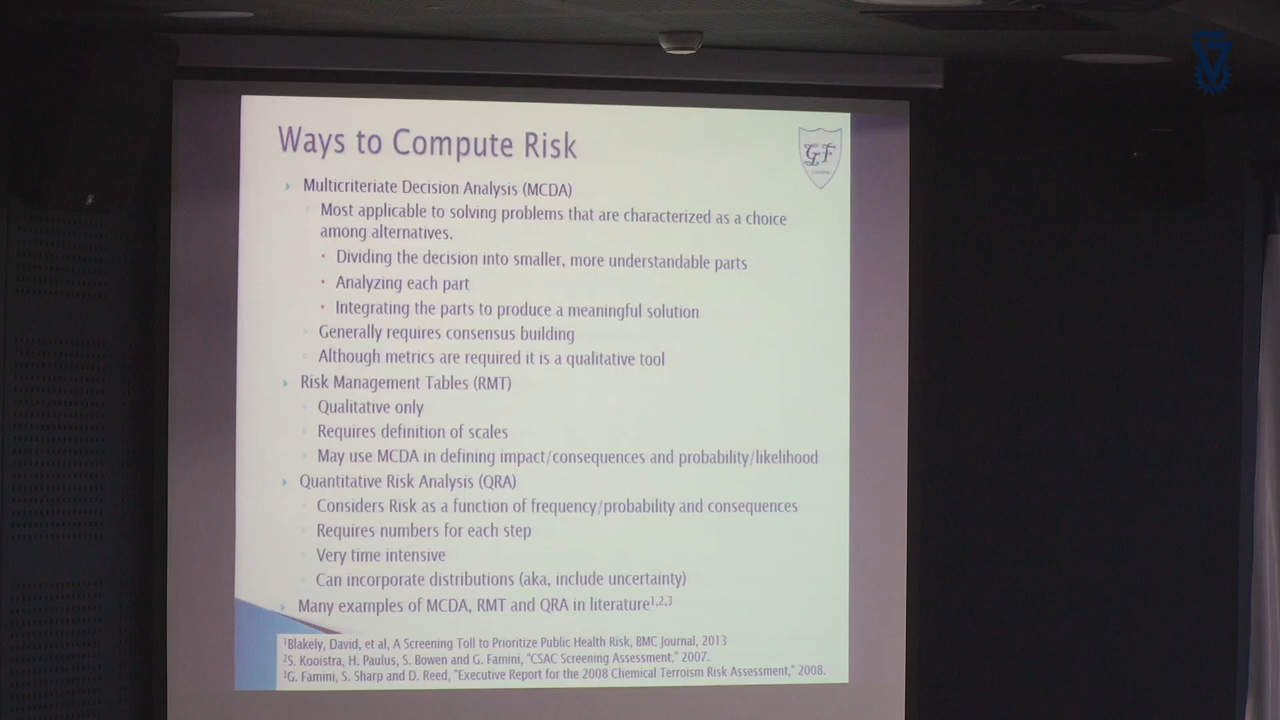 Ways to Compute Risk
GF
Multicriteriate Decision Analysis (MCDA)
Most applicable to solving problems that are characterized as a choice
among alternatives.
Dividing the decision into smaller, more understandable parts
Analyzing each part
Integrating the parts to produce a meaningful solution
Generally requires consensus building
Although metrics are required it is a qualitative tool
Risk Management Tables (RMT)
Qualitative only
Requires definition of scales
May use MCDA in defining impact/consequences and probability/likelihood
Quantitative Risk Analysis (QRA)
Considers Risk as a function of frequency/probability and consequences
Requires numbers for each step
Very time intensive
Can incorporate distributions (aka, include uncertainty)
Many examples of MCDA, RMT and QRA in literature1,2,3
1Blakely, David, et al, A Screening Toll to Prioritize Public Health Risk, BMC Journal, 2013
2S. Kooistra, H. Paulus, S. Bowen and G. Famini, "CSAC Screening Assessment," 2007.
3G. Famini, S. Sharp and D. Reed, "Executive Report for the 2008 Chemical Terroism Risk Assessment," 2008.